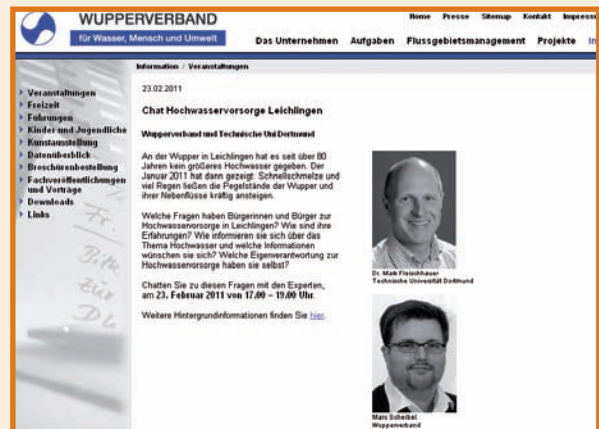 WUPPERVERBAND
für Wasser, Mensch und Umwelt
Home Presse Sitemap Kontakt
Das Unternehmen Aufgaben Flussgebietsmanagement Projekte
Information / Veranstaltungen
Veranstaltungen
Freizeit
Führungen
Kinder und Jugendliche
Kunstausstellung
Datenüberblick
Broschürenbestellung
Fachveröffentlichungen
und Vorträge
Downloads
Links
23.02.2011
Chat Hochwasservorsorge Leichlingen
Wupperverband und Technische Uni Dortmund
An der Wupper in Leichlingen hat es seit über 80
Jahren kein größeres Hochwasser gegeben. Der
Januar 2011 hat dann gezeigt: Schneeschmelze und
viel Regen ließen die Pegelstände der Wupper und
ihrer Nebenflüsse kräftig ansteigen.
Welche Fragen haben Bürgerinnen und Bürger zur
Hochwasservorsorge in Leichlingen? Wie sind ihre
Erfahrungen? Wie informieren sie sich über das
Thema Hochwasser und welche Informationen
wünschen sie sich? Welche Eigenverantwortung zur
Hochwasservorsorge haben sie selbst?
Chatten Sie zu diesen Fragen mit den Experten,
am 23. Februar 2011 von 17.00 – 19.00 Uhr.
Weitere Hintergrundinformationen finden Sie hier.
Dr. Mark Fleischhauer
Technische Universität Dortmund
Marc Scheibel
Wupperverband